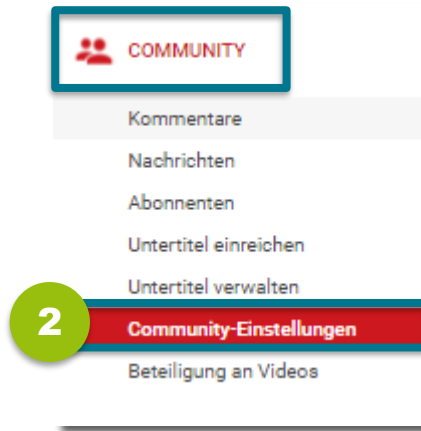 COMMUNITY
Kommentare
Nachrichten
Abonnenten
Untertitel einreichen
Untertitel verwalten
2
Community-Einstellungen
Beteiligung an Videos